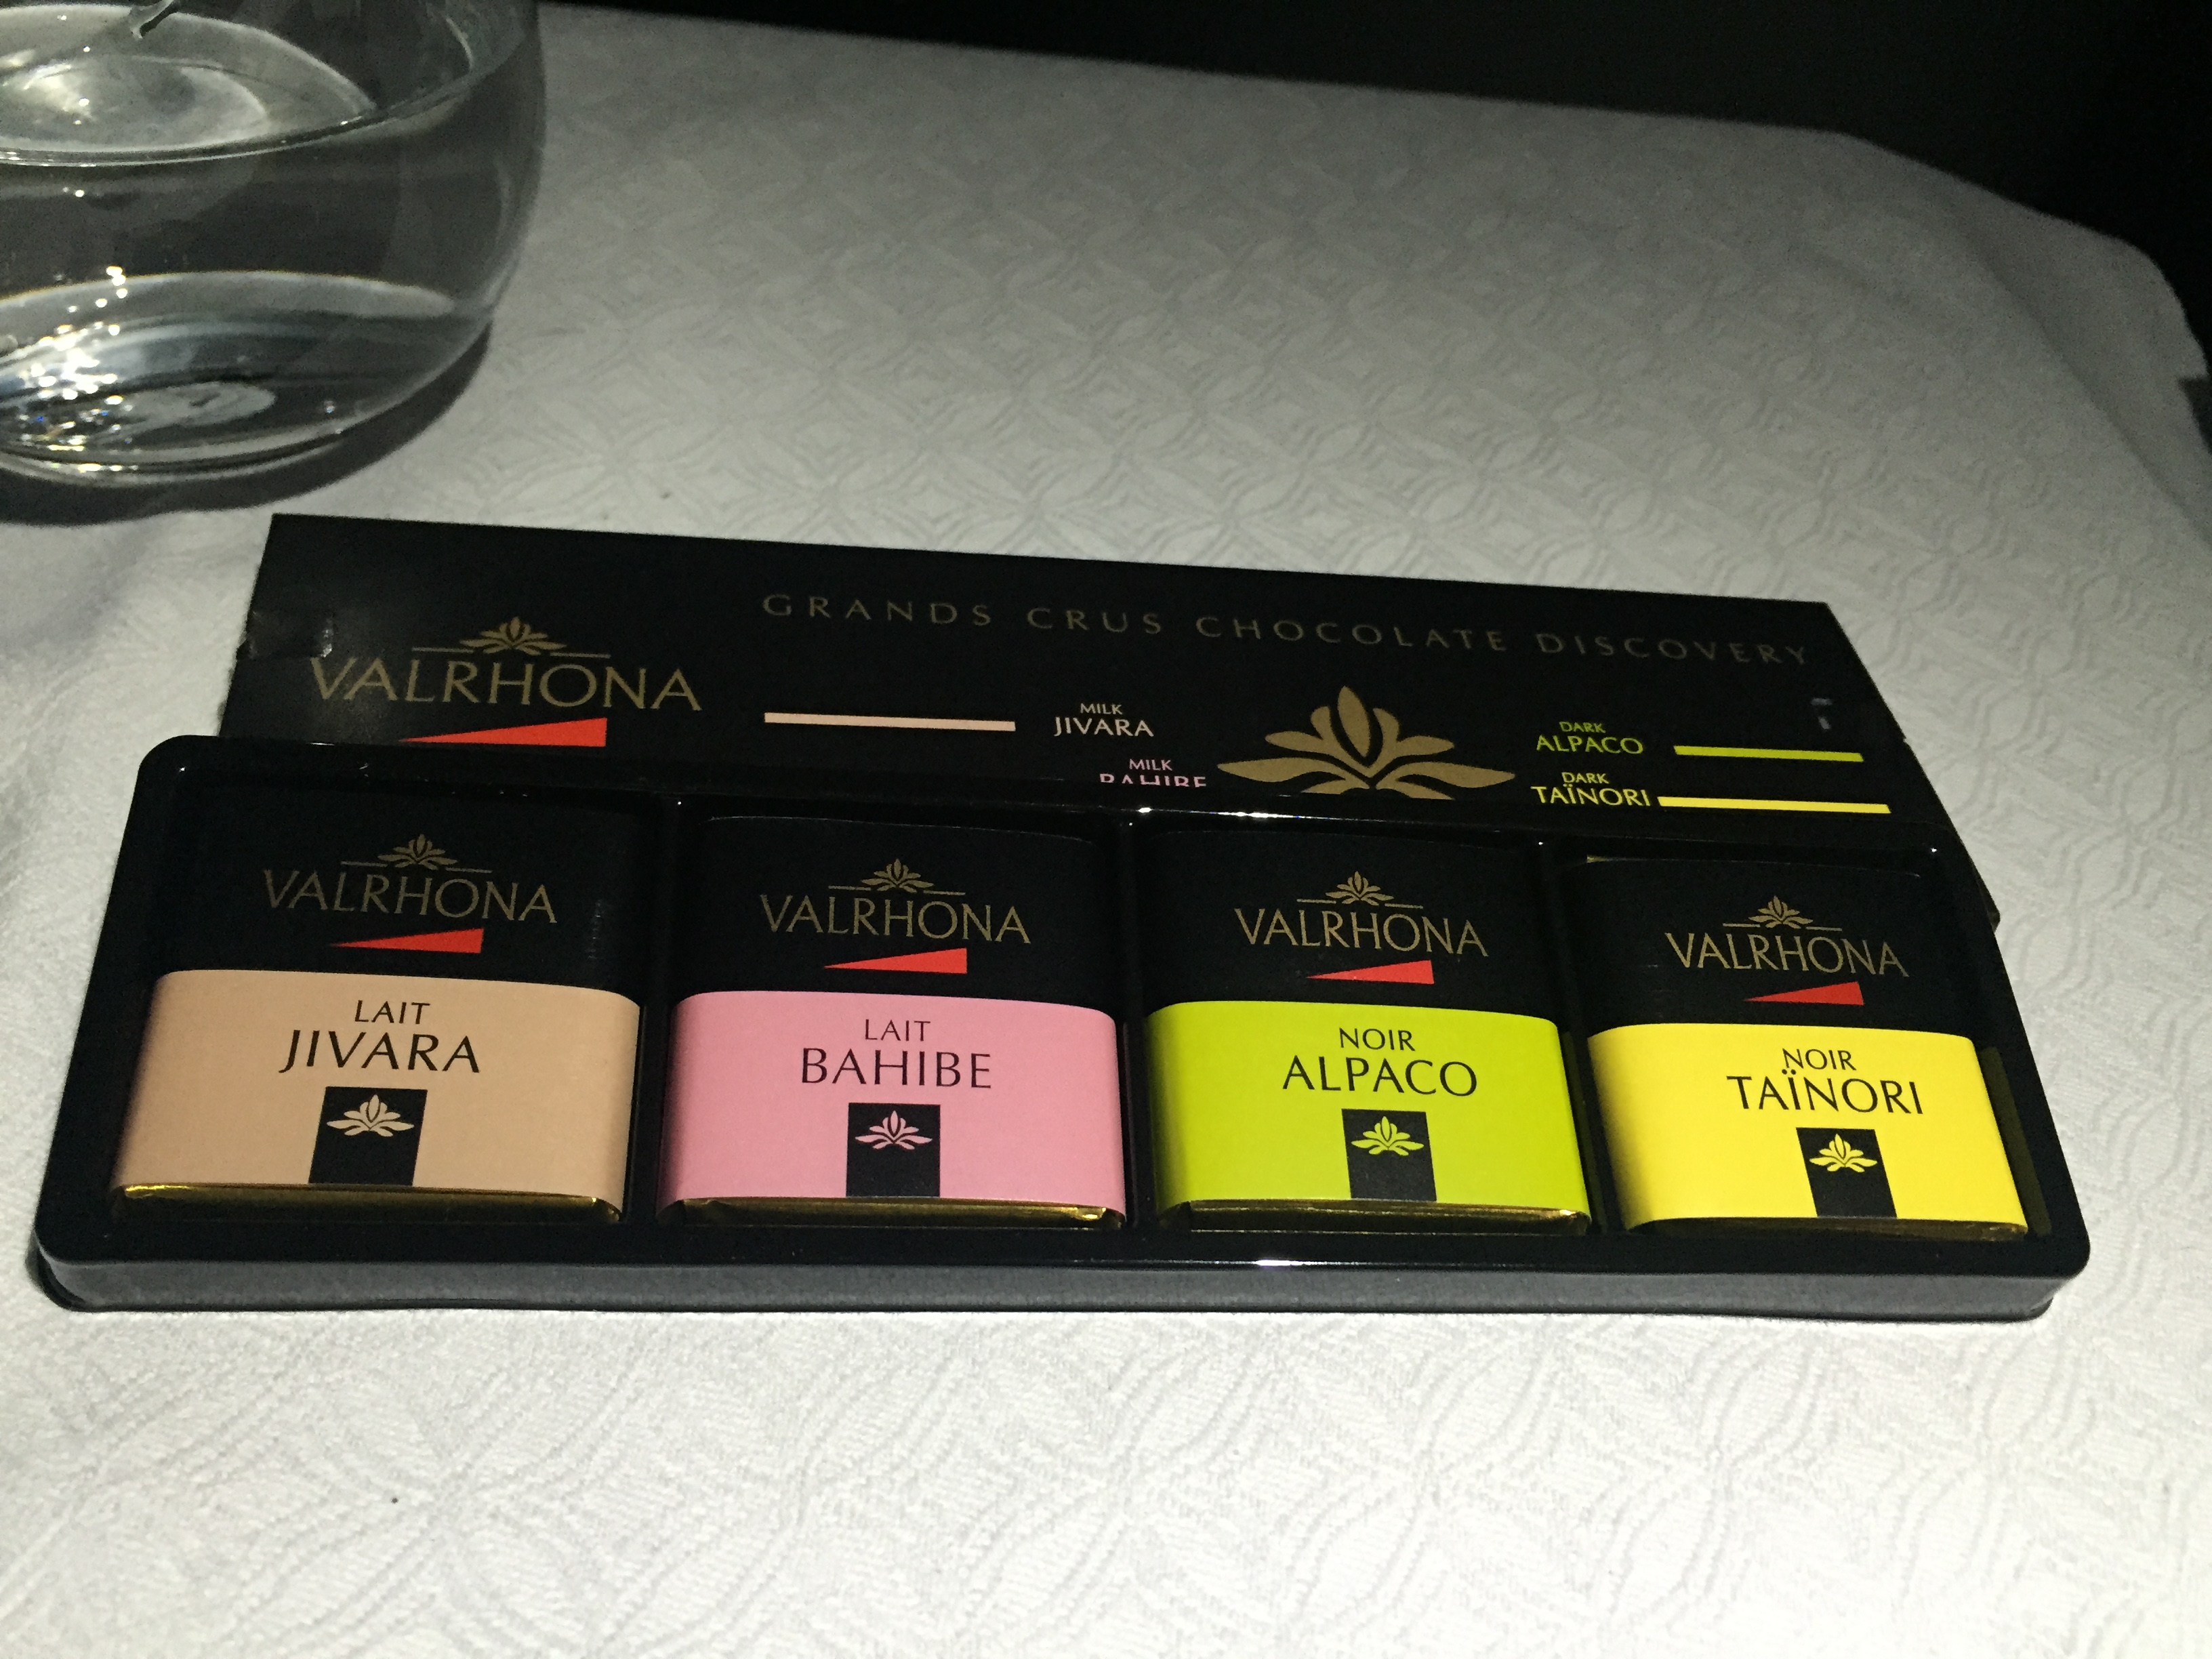 GRANDS CRUS CHOCOLATE DISCOVERY
VALRHONA
MILK
JIVARA
MILK
BAHIBE
DARK
ALPACO
DARK
TAÏNORI
VALRHONA
LAIT
JIVARA
VALRHONA
LAIT
BAHIBE
VALRHONA
NOIR
ALPACO
VALRHONA
NOIR
TAÏNORI